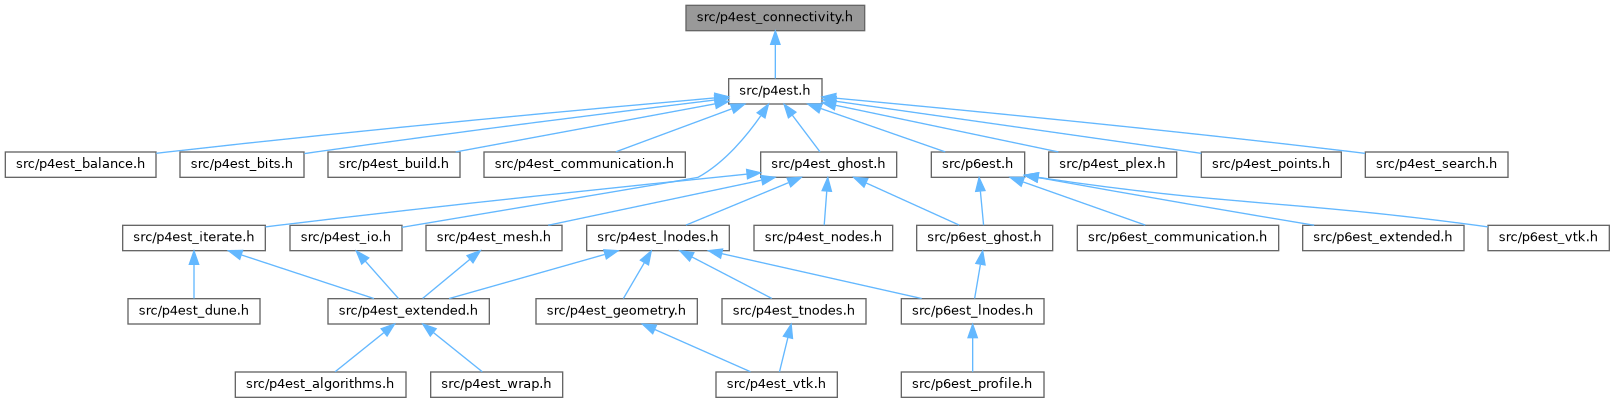 src/p4est_connectivity.h
src/p4est.h
src/p4est_balance.h
src/p4est_bits.h
src/p4est_build.h
src/p4est_communication.h
src/p4est_ghost.h
src/p6est.h
src/p4est_plex.h
src/p4est_points.h
src/p4est_search.h
src/p4est_iterate.h
src/p4est_io.h
src/p4est_mesh.h
src/p4est_lnodes.h
src/p4est_nodes.h
src/p6est_ghost.h
src/p6est_communication.h
src/p6est_extended.h
src/p6est_vtk.h
src/p4est_dune.h
src/p4est_extended.h
src/p4est_geometry.h
src/p4est_tnodes.h
src/p6est_lnodes.h
src/p4est_algorithms.h
src/p4est_wrap.h
src/p4est_vtk.h
src/p6est_profile.h